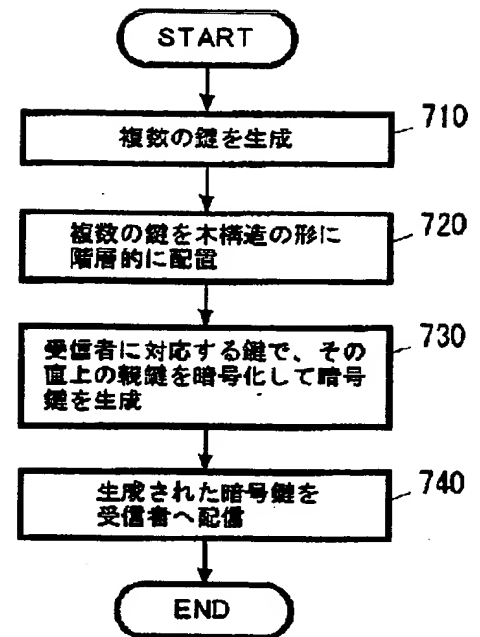 START
複数の鍵を生成
710
複数の鍵を木構造の形に
階層的に配置
720
受信者に対応する鍵で、その
直上の親鍵を暗号化して暗号
鍵を生成
730
生成された暗号鍵を
受信者へ配信
740
END